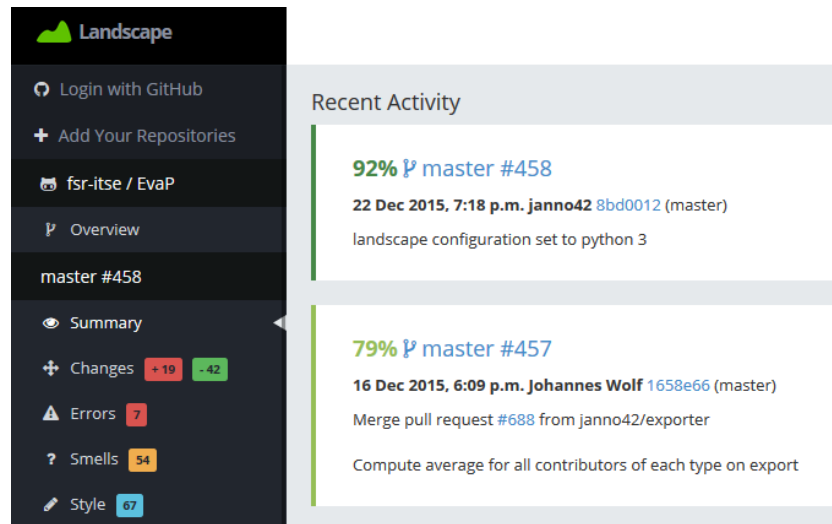 Landscape
Login with GitHub
Add Your Repositories
fsr-itse / EvaP
Overview
master #458
Summary
Changes +19 -42
Errors 7
? Smells 54
Style 67
Recent Activity
92% master #458
22 Dec 2015, 7:18 p.m. janno42 8bd0012 (master)
landscape configuration set to python 3
79% master #457
16 Dec 2015, 6:09 p.m. Johannes Wolf 1658e66 (master)
Merge pull request #688 from janno42/exporter
Compute average for all contributors of each type on export